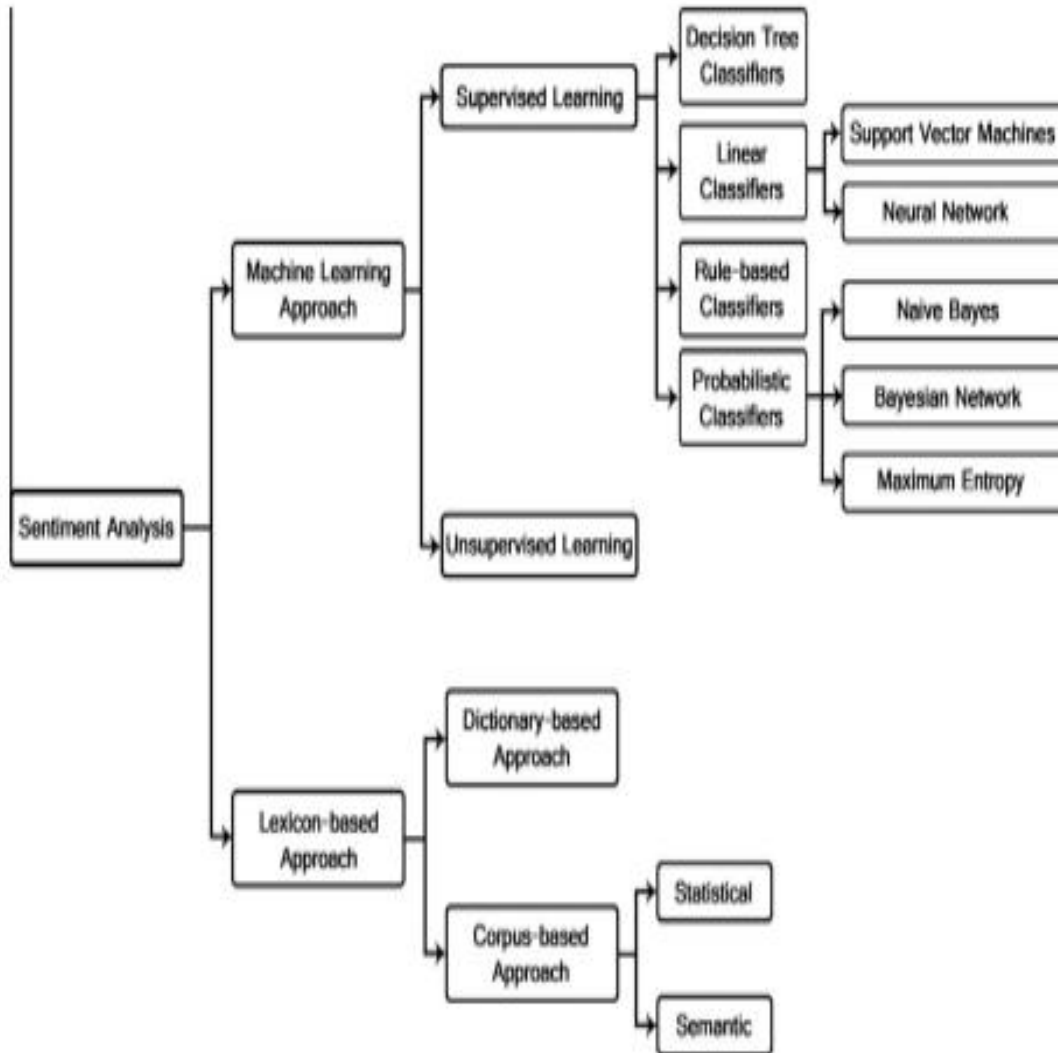 Decision Tree
Classifiers
Supervised Learning
Linear
Classifiers
Support Vector Machines
Neural Network
Machine Learning
Approach
Rule-based
Classifiers
Naive Bayes
Probabilistic
Classifiers
Bayesian Network
Maximum Entropy
Sentiment Analysis
Unsupervised Learning
Dictionary-based
Approach
Lexicon-based
Approach
Statistical
Corpus-based
Approach
Semantic